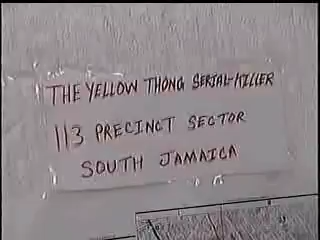 THE YELLOW THONG SERIAL-KILLER
113 PRECINCT SECTOR
SOUTH JAMAICA